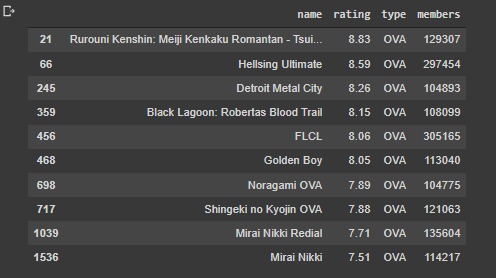 name rating type members
21 Rurouni Kenshin: Meiji Kenkaku Romantan - Tsui... 8.83 OVA 129307
66 Hellsing Ultimate 8.59 OVA 297454
245 Detroit Metal City 8.26 OVA 104893
359 Black Lagoon: Robertas Blood Trail 8.15 OVA 108099
456 FLCL 8.06 OVA 305165
468 Golden Boy 8.05 OVA 113040
698 Noragami OVA 7.89 OVA 104775
717 Shingeki no Kyojin OVA 7.88 OVA 121063
1039 Mirai Nikki Redial 7.71 OVA 135604
1536 Mirai Nikki 7.51 OVA 114217